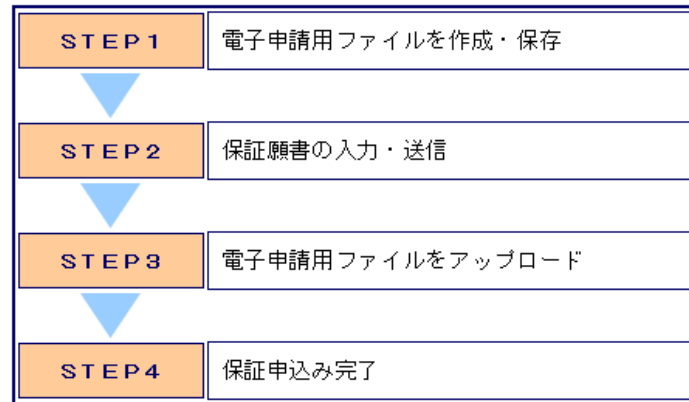 STEP1
電子申請用ファイルを作成・保存
STEP2
保証願書の入力・送信
STEP3
電子申請用ファイルをアップロード
STEP4
保証申込み完了